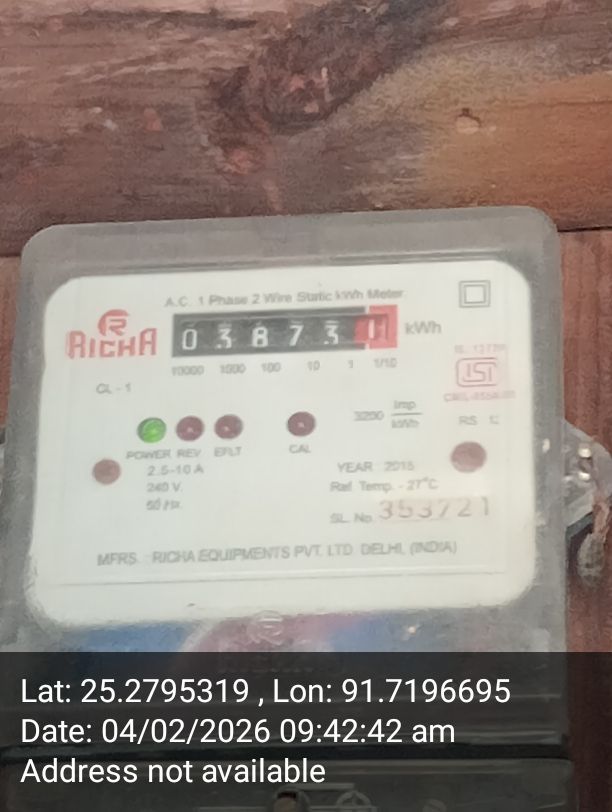 A.C. 1 Phase 2 Wire Static kWh Meter
RICHA
0 3 8 7 3 1 kWh
10000 1000 100 10 1 1/10
CL - 1
3200 Imp
kWh
RS
POWER REV E/FLT CAL
2.5-10 A
240 V.
50 Hz.
YEAR : 2015
Ref. Temp. - 27°C
SL. No. 353721
MFRS. : RICHA EQUIPMENTS PVT. LTD. DELHI, (INDIA)
RICHA
Lat: 25.2795319 , Lon: 91.7196695
Date: 04/02/2026 09:42:42 am
Address not available